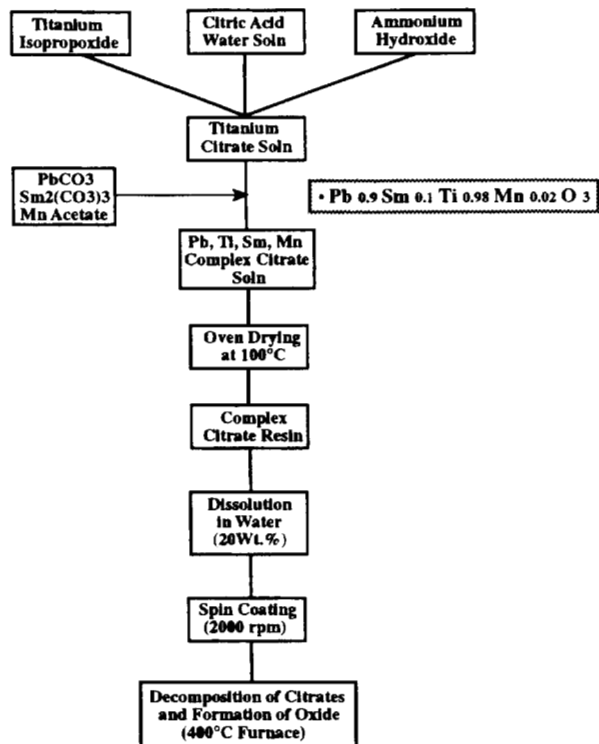 Titanium
Isopropoxide
Citric Acid
Water Soln
Ammonium
Hydroxide
Titanium
Citrate Soln
PbCO3
Sm2(CO3)3
Mn Acetate
• Pb 0.9 Sm 0.1 Ti 0.98 Mn 0.02 O 3
Pb, Ti, Sm, Mn
Complex Citrate
Soln
Oven Drying
at 100°C
Complex
Citrate Resin
Dissolution
in Water
(20Wt.%)
Spin Coating
(2000 rpm)
Decomposition of Citrates
and Formation of Oxide
(400°C Furnace)